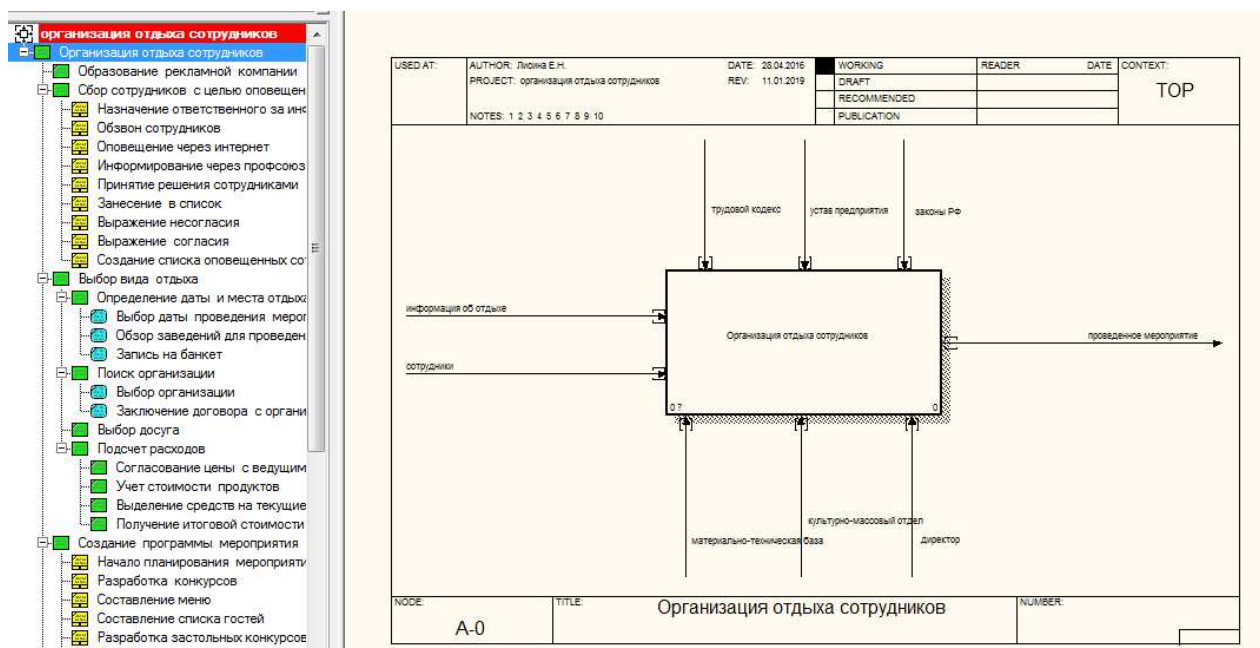 организация отдыха сотрудников
Организация отдыха сотрудников
Образование рекламной компании
Сбор сотрудников с целью оповещен
Назначение ответственного за инф
Обзвон сотрудников
Оповещение через интернет
Информирование через профсоюз
Принятие решения сотрудниками
Занесение в список
Выражение несогласия
Выражение согласия
Создание списка оповещенных со
Выбор вида отдыха
Определение даты и места отдыха
Выбор даты проведения мероп
Обзор заведений для проведен
Запись на банкет
Поиск организации
Выбор организации
Заключение договора с органи
Выбор досуга
Подсчет расходов
Согласование цены с ведущим
Учет стоимости продуктов
Выделение средств на текущие
Получение итоговой стоимости
Создание программы мероприятия
Начало планирования мероприяти
Разработка конкурсов
Составление меню
Составление списка гостей
Разработка застольных конкурсов
USED AT: AUTHOR: Лисина Е.Н. DATE: 28.04.2016 WORKING READER DATE CONTEXT:
PROJECT: организация отдыха сотрудников REV: 11.01.2019 DRAFT TOP
RECOMMENDED
NOTES: 1 2 3 4 5 6 7 8 9 10 PUBLICATION
трудовой кодекс устав предприятия законы РФ
информация об отдыхе
Организация отдыха сотрудников проведенное мероприятие
сотрудники
0 ? 0
культурно-массовый отдел
материально-техническая база директор
NODE: TITLE: Организация отдыха сотрудников NUMBER:
A-0